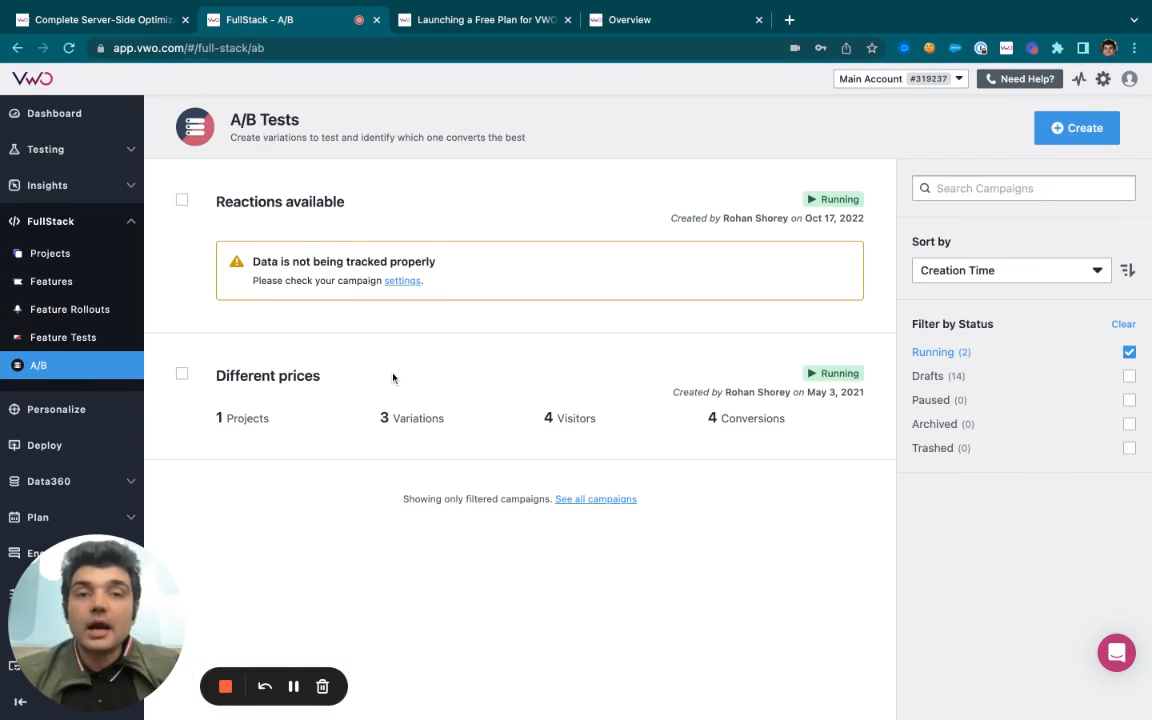 Complete Server-Side Optimiz
FullStack - A/B
Launching a Free Plan for VWO
Overview
app.vwo.com/#/full-stack/ab
VWO
Main Account #319237
Need Help?
Dashboard
Testing
Insights
FullStack
Projects
Features
Feature Rollouts
Feature Tests
A/B
Personalize
Deploy
Data360
Plan
A/B Tests
Create variations to test and identify which one converts the best
Create
Reactions available
Running
Created by Rohan Shorey on Oct 17, 2022
Data is not being tracked properly
Please check your campaign settings.
Different prices
Running
Created by Rohan Shorey on May 3, 2021
1 Projects
3 Variations
4 Visitors
4 Conversions
Showing only filtered campaigns. See all campaigns
Search Campaigns
Sort by
Creation Time
Filter by Status
Clear
Running (2)
Drafts (14)
Paused (0)
Archived (0)
Trashed (0)